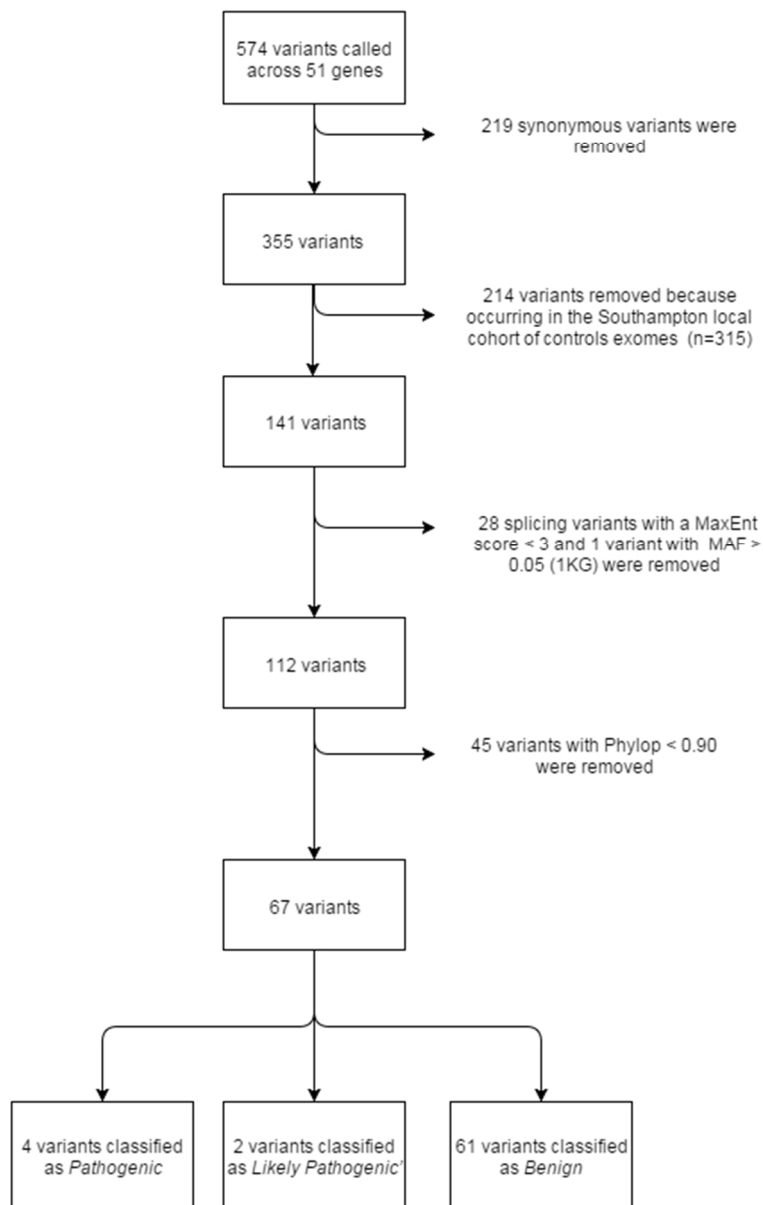 574 variants called
across 51 genes
219 synonymous variants were
removed
355 variants
214 variants removed because
occurring in the Southampton local
cohort of controls exomes (n=315)
141 variants
28 splicing variants with a MaxEnt
score < 3 and 1 variant with MAF >
0.05 (1KG) were removed
112 variants
45 variants with Phylop < 0.90
were removed
67 variants
4 variants classified
as Pathogenic
2 variants classified
as Likely Pathogenic'
61 variants classified
as Benign